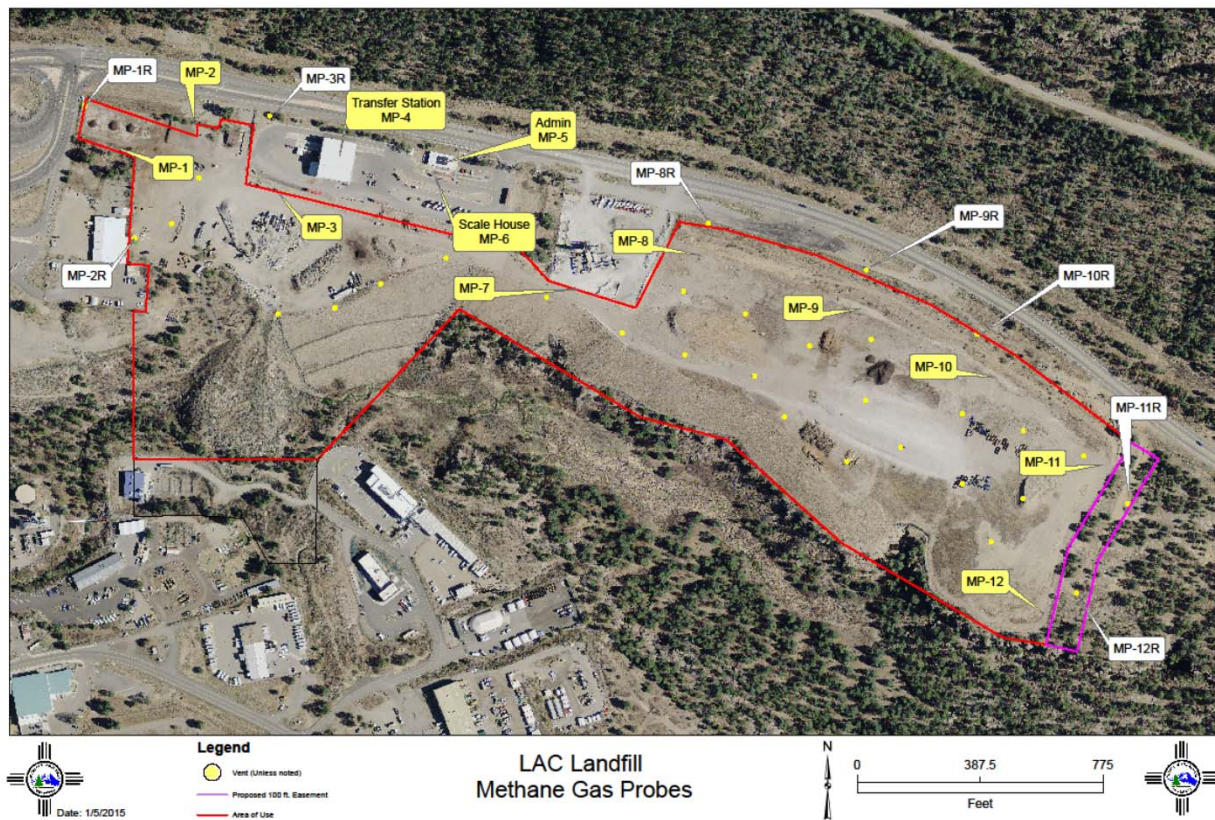 MP-1R
MP-2
MP-3R
Transfer Station
MP-4
Admin
MP-5
MP-1
MP-8R
MP-3
Scale House
MP-6
MP-8
MP-9R
MP-2R
MP-7
MP-9
MP-10R
MP-10
MP-11R
MP-11
MP-12
MP-12R
Legend
Vent (Unless noted)
Proposed 100 ft. Easement
Area of Use
Date: 1/5/2015
LAC Landfill
Methane Gas Probes
N
0 387.5 775
Feet